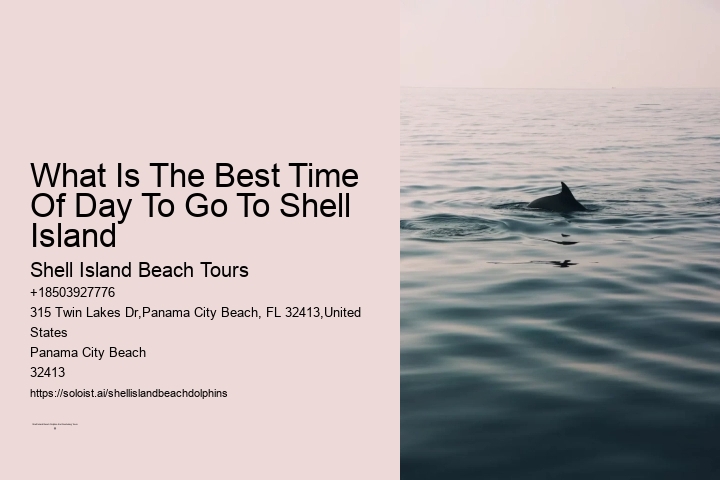 What Is The Best Time
Of Day To Go To Shell
Island
Shell Island Beach Tours
+18503927776
315 Twin Lakes Dr,Panama City Beach, FL 32413,United
States
Panama City Beach
32413
https://soloist.ai/shellislandbeachdolphins